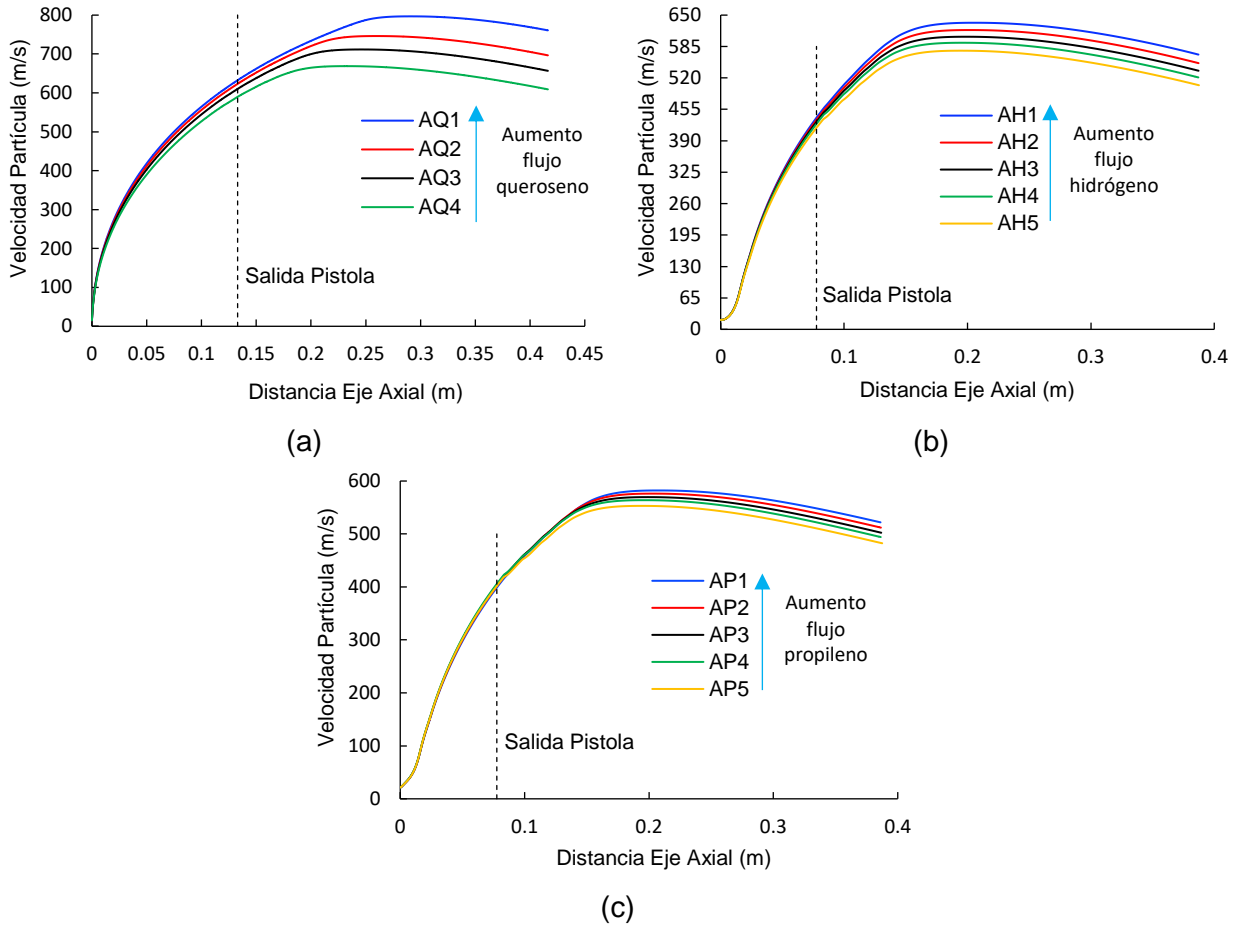 Velocidad Partícula (m/s)
800
700
600
500
400
300
200
100
0
0 0.05 0.1 0.15 0.2 0.25 0.3 0.35 0.4 0.45
Distancia Eje Axial (m)
AQ1
AQ2
AQ3
AQ4
Aumento
flujo
queroseno
Salida Pistola
(a)
Velocidad Partícula (m/s)
650
585
520
455
390
325
260
195
130
65
0
0 0.1 0.2 0.3 0.4
Distancia Eje Axial (m)
AH1
AH2
AH3
AH4
AH5
Aumento
flujo
hidrógeno
Salida Pistola
(b)
Velocidad Partícula (m/s)
600
500
400
300
200
100
0
0 0.1 0.2 0.3 0.4
Distancia Eje Axial (m)
AP1
AP2
AP3
AP4
AP5
Aumento
flujo
propileno
Salida Pistola
(c)